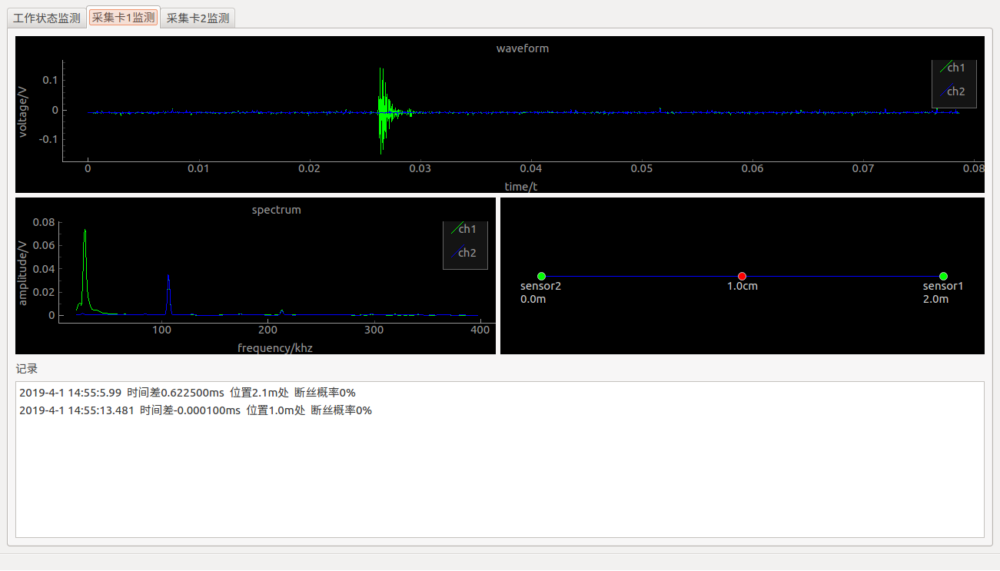 工作状态监测 采集卡1监测 采集卡2监测
waveform
ch1
ch2
voltage/V
0.1
0
-0.1
0 0.01 0.02 0.03 0.04 0.05 0.06 0.07 0.08
time/t
spectrum
ch1
ch2
amplitude/V
0.08
0.06
0.04
0.02
0
100 200 300 400
frequency/khz
sensor2 1.0cm sensor1
0.0m 2.0m
记录
2019-4-1 14:55:5.99 时间差0.622500ms 位置2.1m处 断丝概率0%
2019-4-1 14:55:13.481 时间差-0.000100ms 位置1.0m处 断丝概率0%